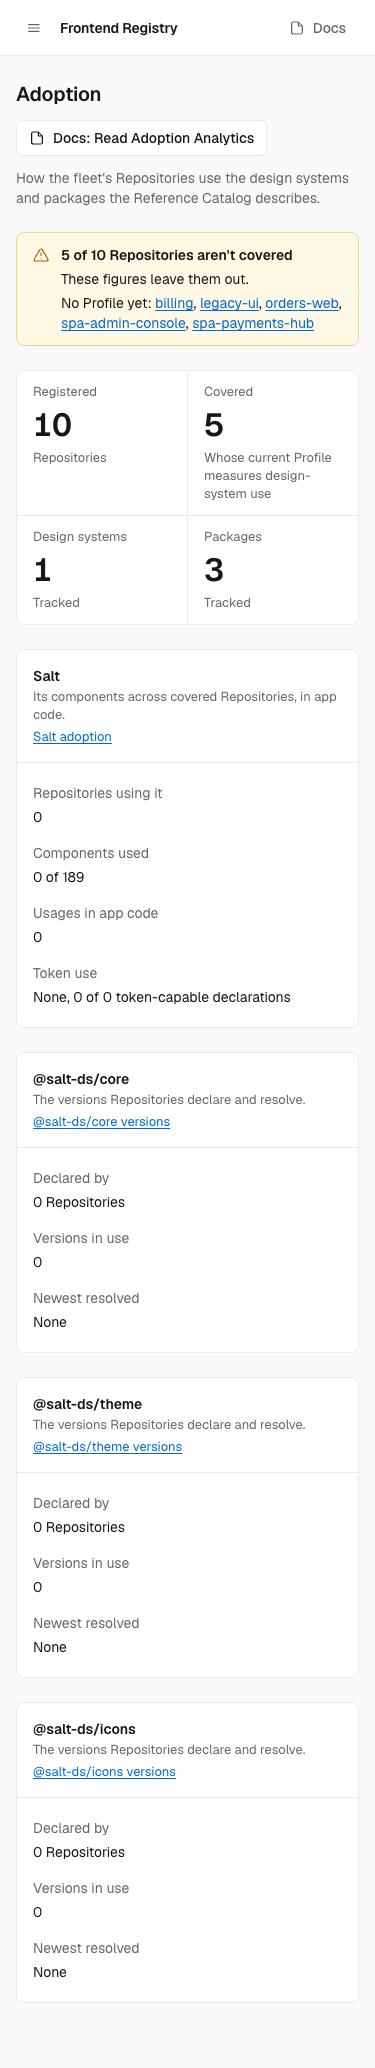 Frontend Registry
Docs
Adoption
Docs: Read Adoption Analytics
How the fleet's Repositories use the design systems
and packages the Reference Catalog describes.
5 of 10 Repositories aren't covered
These figures leave them out.
No Profile yet: billing, legacy-ui, orders-web,
spa-admin-console, spa-payments-hub
Registered
10
Repositories
Covered
5
Whose current Profile
measures design-
system use
Design systems
1
Tracked
Packages
3
Tracked
Salt
Its components across covered Repositories, in app
code.
Salt adoption
Repositories using it
0
Components used
0 of 189
Usages in app code
0
Token use
None, 0 of 0 token-capable declarations
@salt-ds/core
The versions Repositories declare and resolve.
@salt-ds/core versions
Declared by
0 Repositories
Versions in use
0
Newest resolved
None
@salt-ds/theme
The versions Repositories declare and resolve.
@salt-ds/theme versions
Declared by
0 Repositories
Versions in use
0
Newest resolved
None
@salt-ds/icons
The versions Repositories declare and resolve.
@salt-ds/icons versions
Declared by
0 Repositories
Versions in use
0
Newest resolved
None